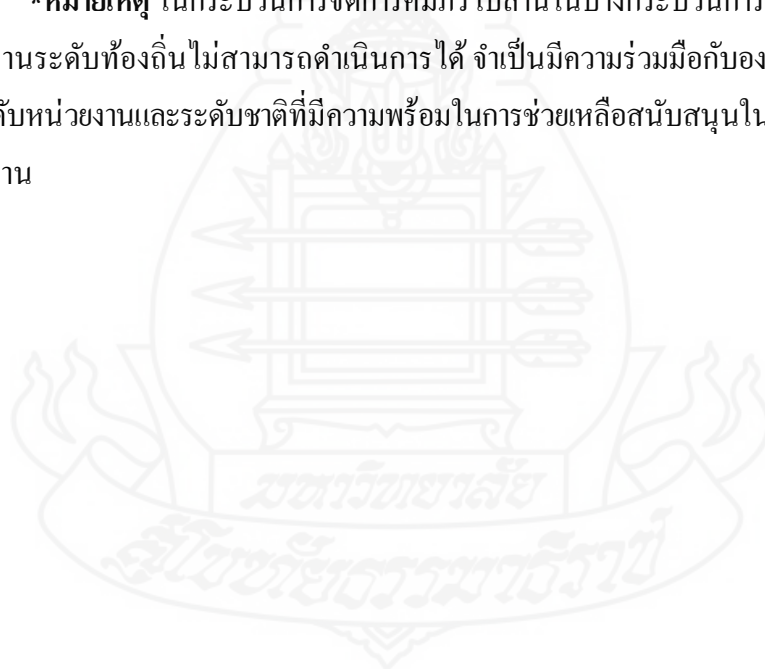 *หมายเหตุ ในกระบวนการจัดการคัมภีร์ใบลานในบางกระบวนการ
านระดับท้องถิ่นไม่สามารถดำเนินการได้ จำเป็นมีความร่วมมือกับอง
ับหน่วยงานและระดับชาติที่มีความพร้อมในการช่วยเหลือสนับสนุนใน
าน
มหาวิทยาลัย
สุโขทัยธรรมาธิราช